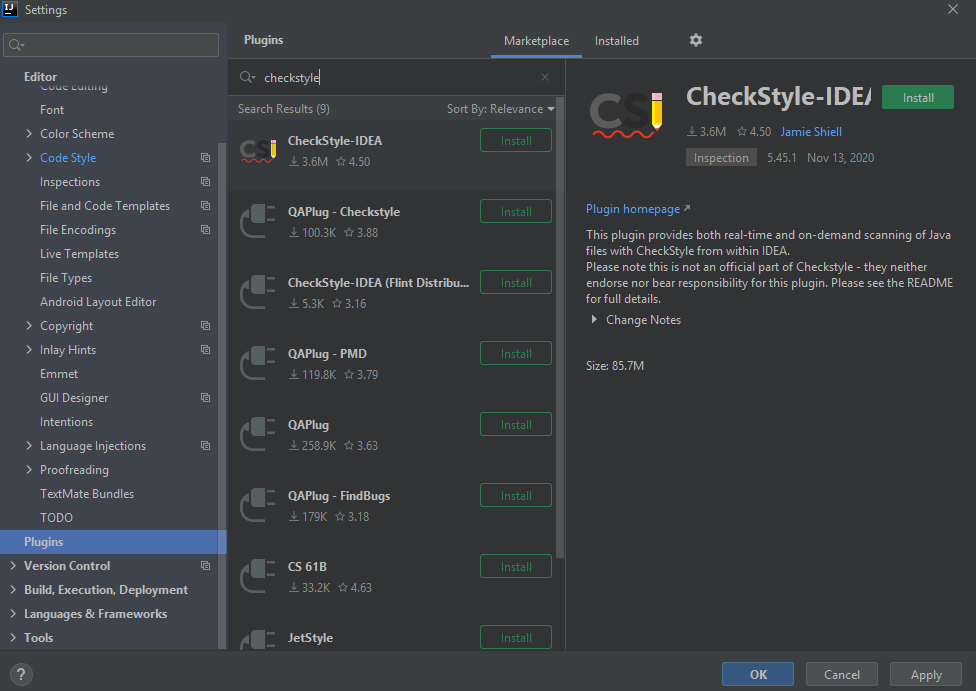 IJ
Settings
Editor
Code Editing
Font
Color Scheme
Code Style
Inspections
File and Code Templates
File Encodings
Live Templates
File Types
Android Layout Editor
Copyright
Inlay Hints
Emmet
GUI Designer
Intentions
Language Injections
Proofreading
TextMate Bundles
TODO
Plugins
Version Control
Build, Execution, Deployment
Languages & Frameworks
Tools
?
Plugins
Marketplace
Installed
checkstyle
Search Results (9)
Sort By: Relevance
CheckStyle-IDEA
Install
3.6M 4.50
QAPlug - Checkstyle
Install
100.3K 3.88
CheckStyle-IDEA (Flint Distribu...
Install
5.3K 3.16
QAPlug - PMD
Install
119.8K 3.79
QAPlug
Install
258.9K 3.63
QAPlug - FindBugs
Install
179K 3.18
CS 61B
Install
33.2K 4.63
JetStyle
Install
CSI
CheckStyle-IDEA
Install
3.6M 4.50 Jamie Shiell
Inspection 5.45.1 Nov 13, 2020
Plugin homepage
This plugin provides both real-time and on-demand scanning of Java
files with CheckStyle from within IDEA.
Please note this is not an official part of Checkstyle - they neither
endorse nor bear responsibility for this plugin. Please see the README
for full details.
Change Notes
Size: 85.7M
OK
Cancel
Apply